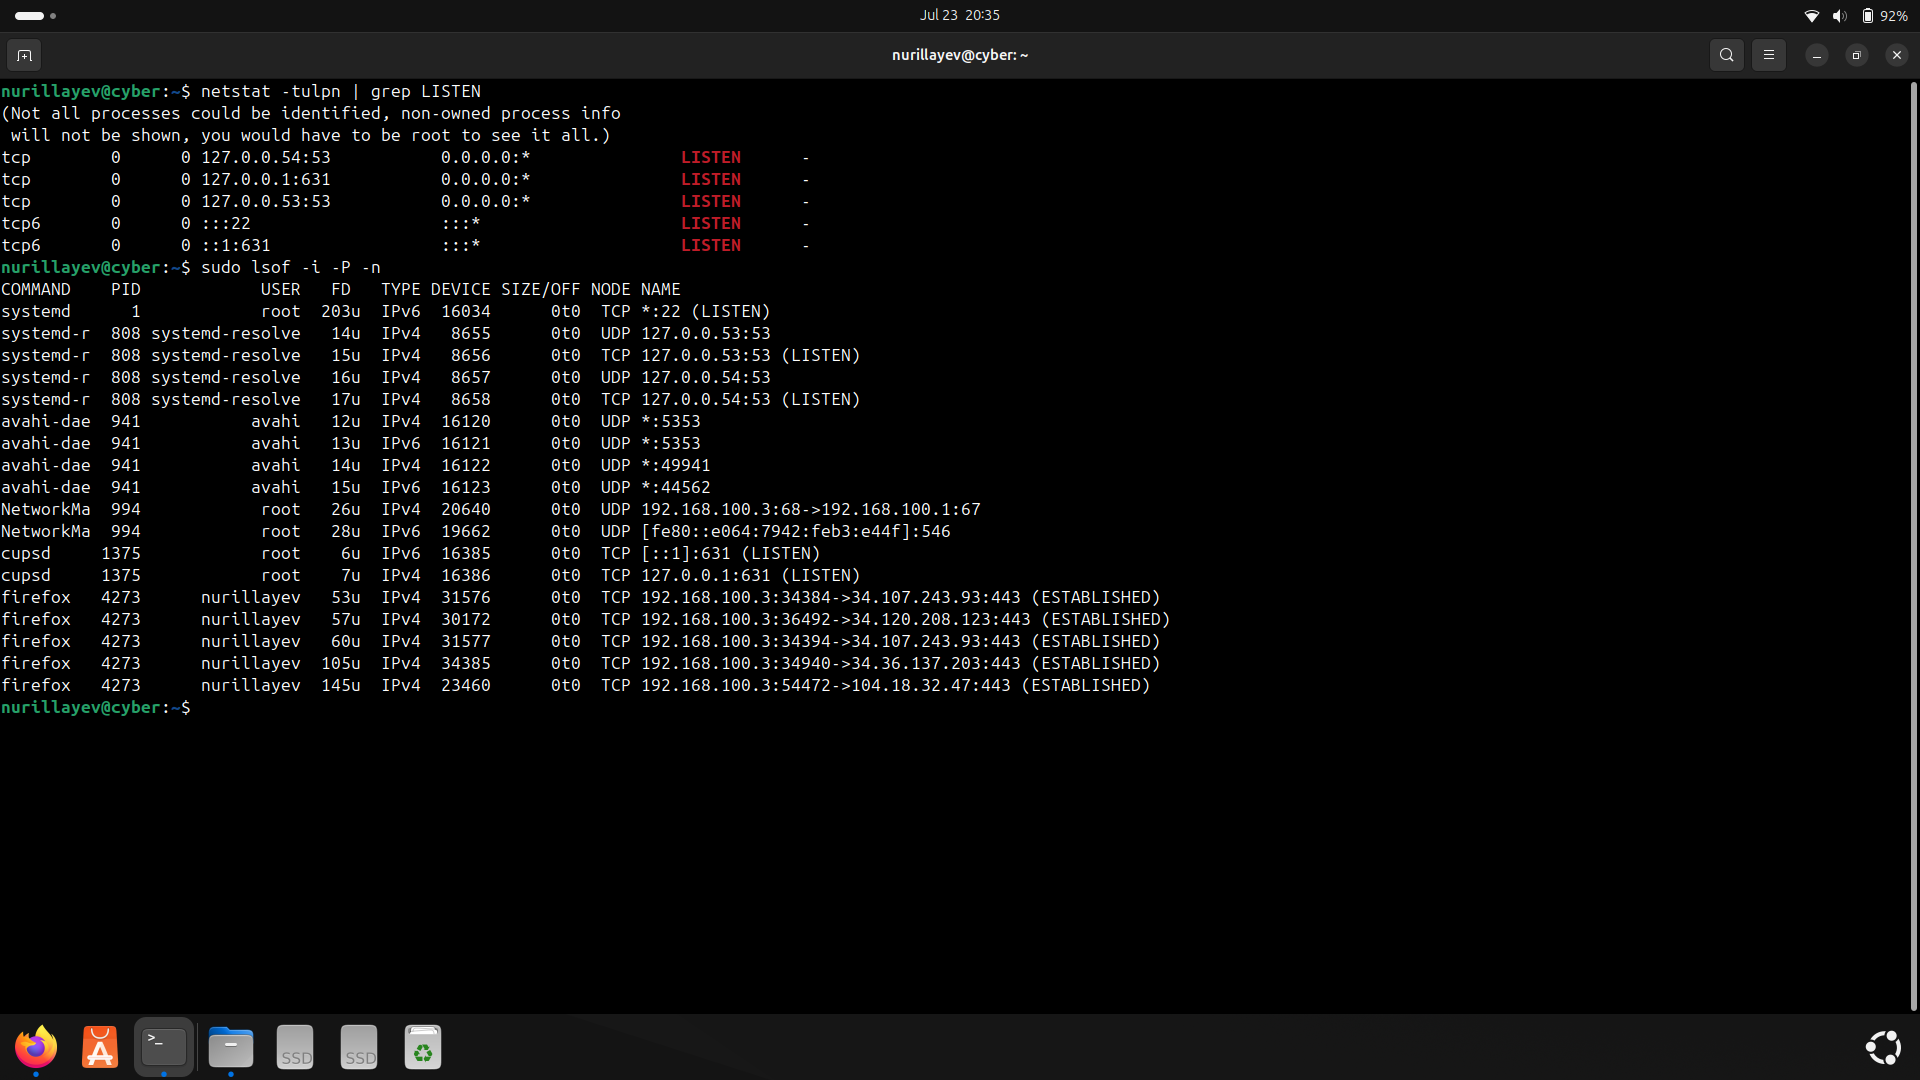 Jul 23  20:35
92%
nurillayev@cyber: ~
nurillayev@cyber:~$ netstat -tulpn | grep LISTEN
(Not all processes could be identified, non-owned process info
 will not be shown, you would have to be root to see it all.)
tcp        0      0 127.0.0.54:53           0.0.0.0:*               LISTEN      -
tcp        0      0 127.0.0.1:631           0.0.0.0:*               LISTEN      -
tcp        0      0 127.0.0.53:53           0.0.0.0:*               LISTEN      -
tcp6       0      0 :::22                   :::*                    LISTEN      -
tcp6       0      0 ::1:631                 :::*                    LISTEN      -
nurillayev@cyber:~$ sudo lsof -i -P -n
COMMAND    PID            USER   FD   TYPE DEVICE SIZE/OFF NODE NAME
systemd      1            root  203u  IPv6  16034      0t0  TCP *:22 (LISTEN)
systemd-r  808 systemd-resolve   14u  IPv4   8655      0t0  UDP 127.0.0.53:53
systemd-r  808 systemd-resolve   15u  IPv4   8656      0t0  TCP 127.0.0.53:53 (LISTEN)
systemd-r  808 systemd-resolve   16u  IPv4   8657      0t0  UDP 127.0.0.54:53
systemd-r  808 systemd-resolve   17u  IPv4   8658      0t0  TCP 127.0.0.54:53 (LISTEN)
avahi-dae  941           avahi   12u  IPv4  16120      0t0  UDP *:5353
avahi-dae  941           avahi   13u  IPv6  16121      0t0  UDP *:5353
avahi-dae  941           avahi   14u  IPv4  16122      0t0  UDP *:49941
avahi-dae  941           avahi   15u  IPv6  16123      0t0  UDP *:44562
NetworkMa  994            root   26u  IPv4  20640      0t0  UDP 192.168.100.3:68->192.168.100.1:67
NetworkMa  994            root   28u  IPv6  19662      0t0  UDP [fe80::e064:7942:feb3:e44f]:546
cupsd     1375            root    6u  IPv6  16385      0t0  TCP [::1]:631 (LISTEN)
cupsd     1375            root    7u  IPv4  16386      0t0  TCP 127.0.0.1:631 (LISTEN)
firefox   4273      nurillayev   53u  IPv4  31576      0t0  TCP 192.168.100.3:34384->34.107.243.93:443 (ESTABLISHED)
firefox   4273      nurillayev   57u  IPv4  30172      0t0  TCP 192.168.100.3:36492->34.120.208.123:443 (ESTABLISHED)
firefox   4273      nurillayev   60u  IPv4  31577      0t0  TCP 192.168.100.3:34394->34.107.243.93:443 (ESTABLISHED)
firefox   4273      nurillayev  105u  IPv4  34385      0t0  TCP 192.168.100.3:34940->34.36.137.203:443 (ESTABLISHED)
firefox   4273      nurillayev  145u  IPv4  23460      0t0  TCP 192.168.100.3:54472->104.18.32.47:443 (ESTABLISHED)
nurillayev@cyber:~$
SSD
SSD